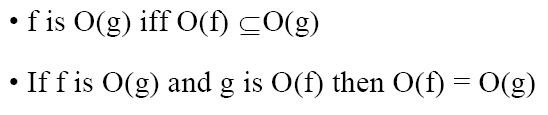 • f is O(g) iff O(f) ⊆O(g)
• If f is O(g) and g is O(f) then O(f) = O(g)